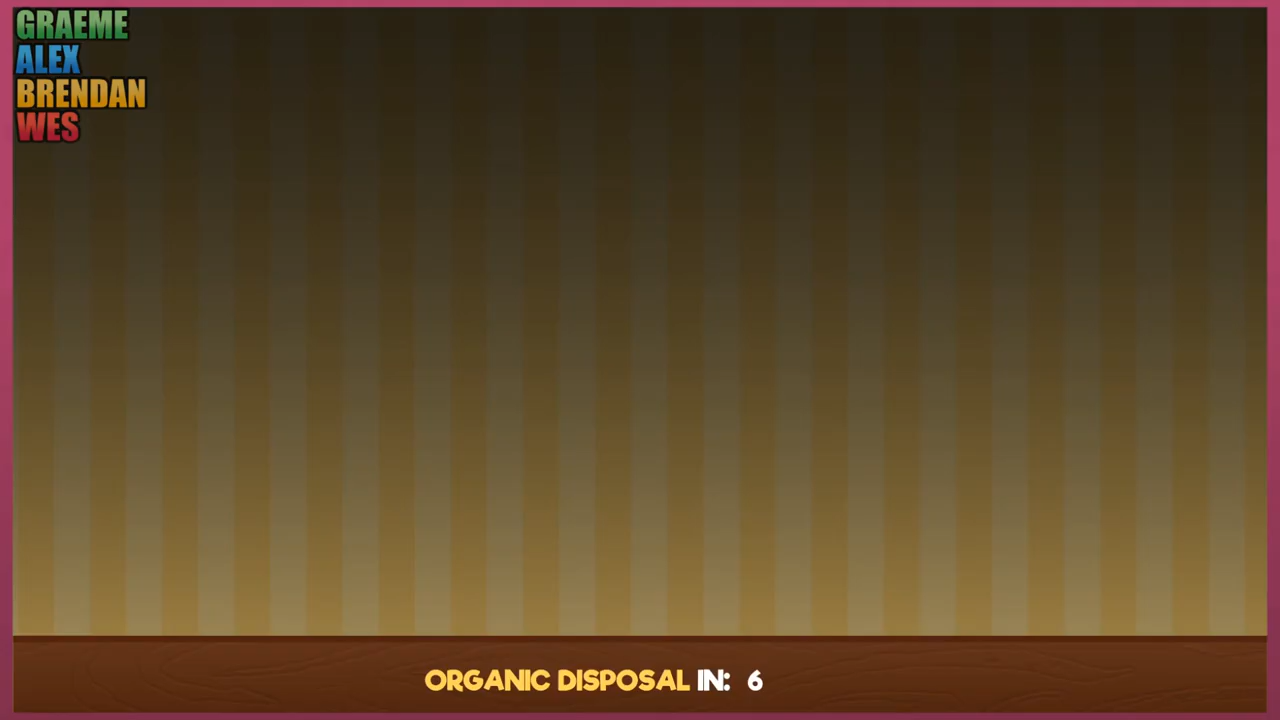 GRAEME
ALEX
BRENDAN
WES
ORGANIC DISPOSAL IN: 6